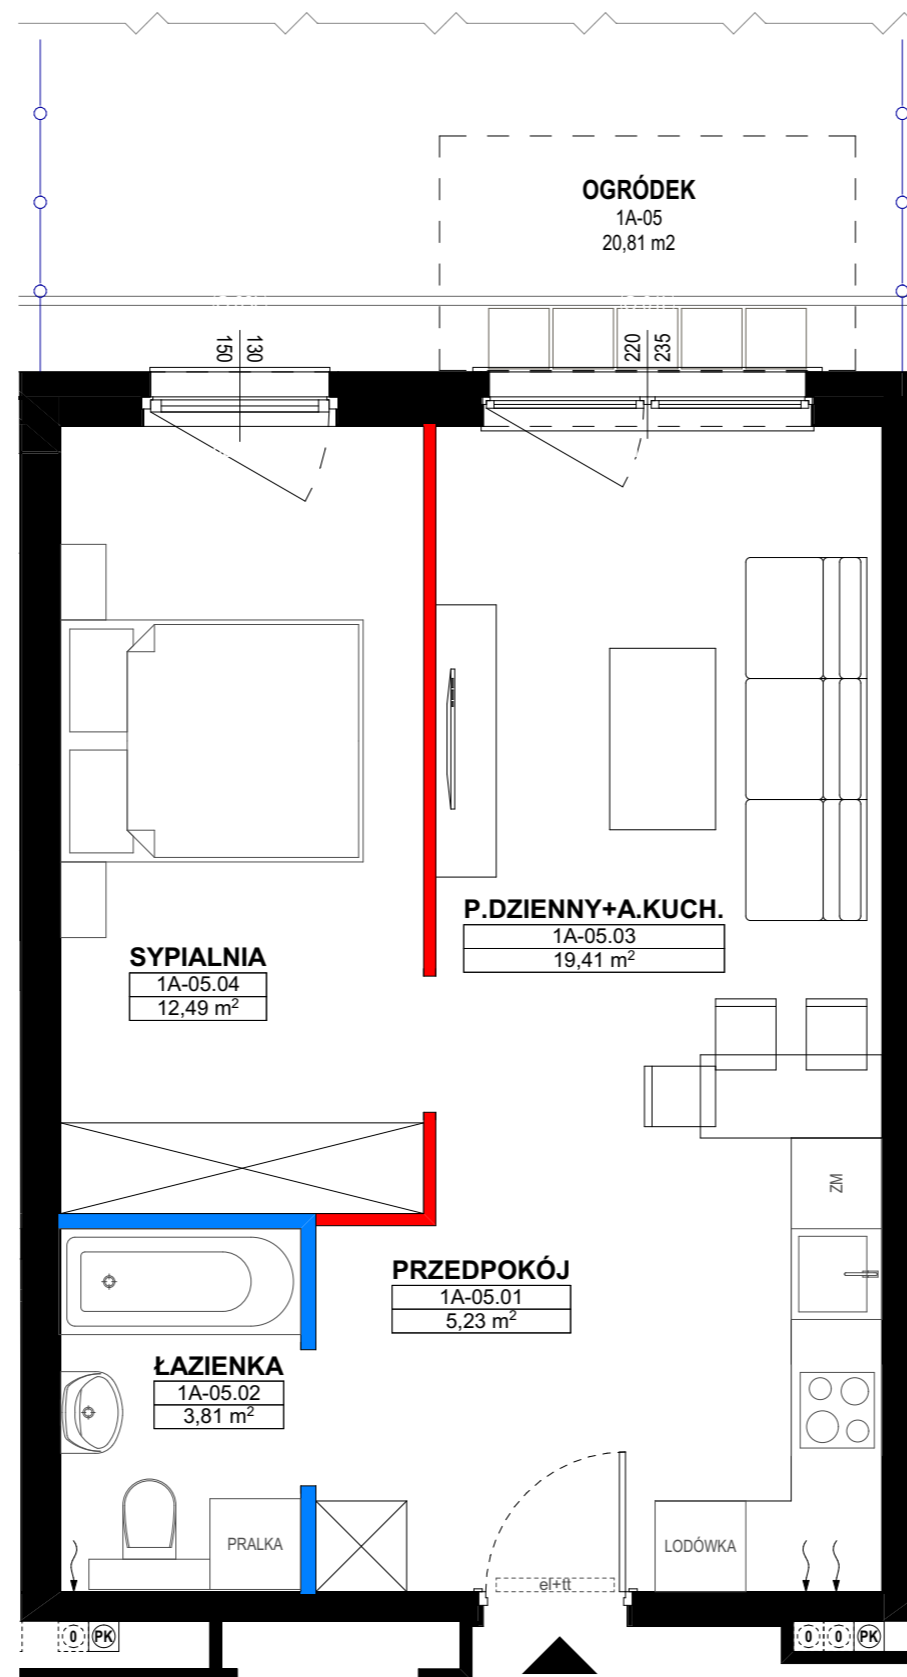 OGRÓDEK
1A-05
20,81 m2
150
130
220
235
P.DZIENNY+A.KUCH.
1A-05.03
19,41 m²
SYPIALNIA
1A-05.04
12,49 m²
ZM
PRZEDPOKÓJ
1A-05.01
5,23 m²
ŁAZIENKA
1A-05.02
3,81 m²
PRALKA
LODÓWKA
el+tt
0
PK
0
0
PK